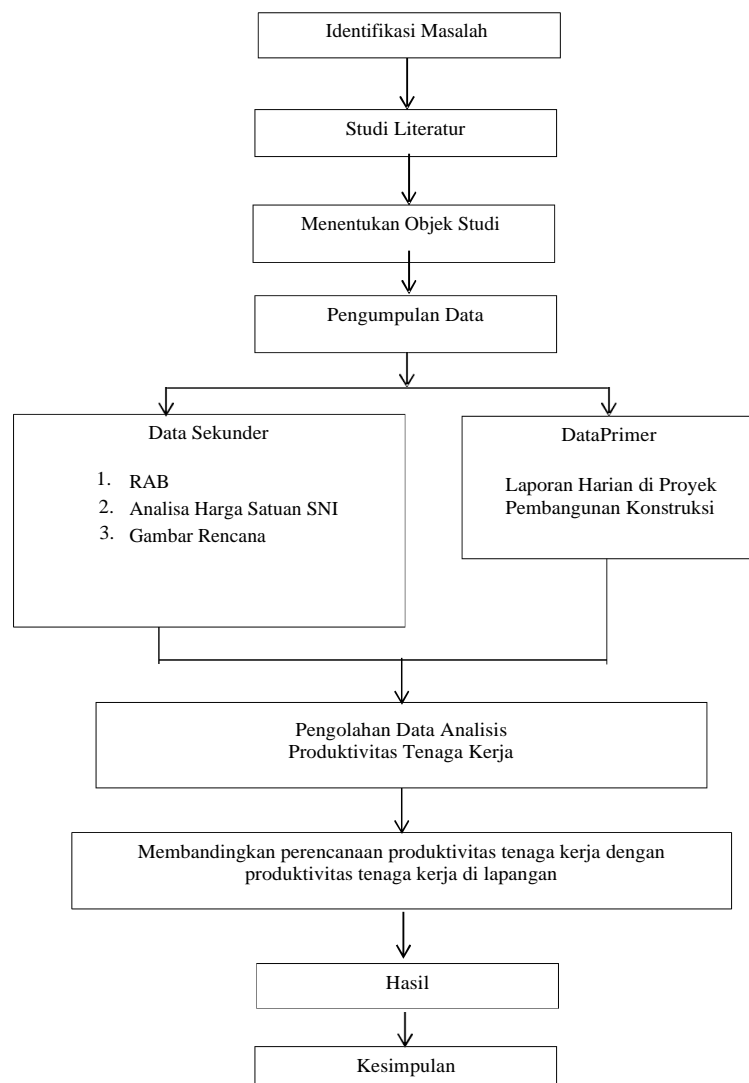 Identifikasi Masalah
Studi Literatur
Menentukan Objek Studi
Pengumpulan Data
Data Sekunder
1. RAB
2. Analisa Harga Satuan SNI
3. Gambar Rencana
DataPrimer
Laporan Harian di Proyek
Pembangunan Konstruksi
Pengolahan Data Analisis
Produktivitas Tenaga Kerja
Membandingkan perencanaan produktivitas tenaga kerja dengan
produktivitas tenaga kerja di lapangan
Hasil
Kesimpulan